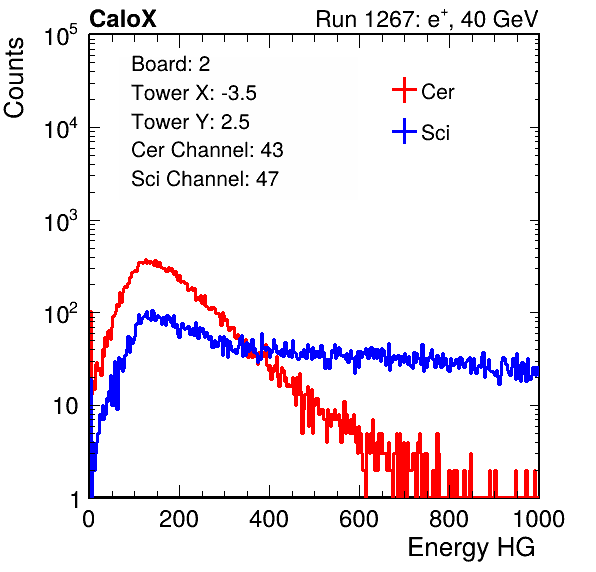 CaloX
Run 1267: e+, 40 GeV
Counts
Board: 2
Tower X: -3.5
Tower Y: 2.5
Cer Channel: 43
Sci Channel: 47
Cer
Sci
10^5
10^4
10^3
10^2
10
1
0 200 400 600 800 1000
Energy HG